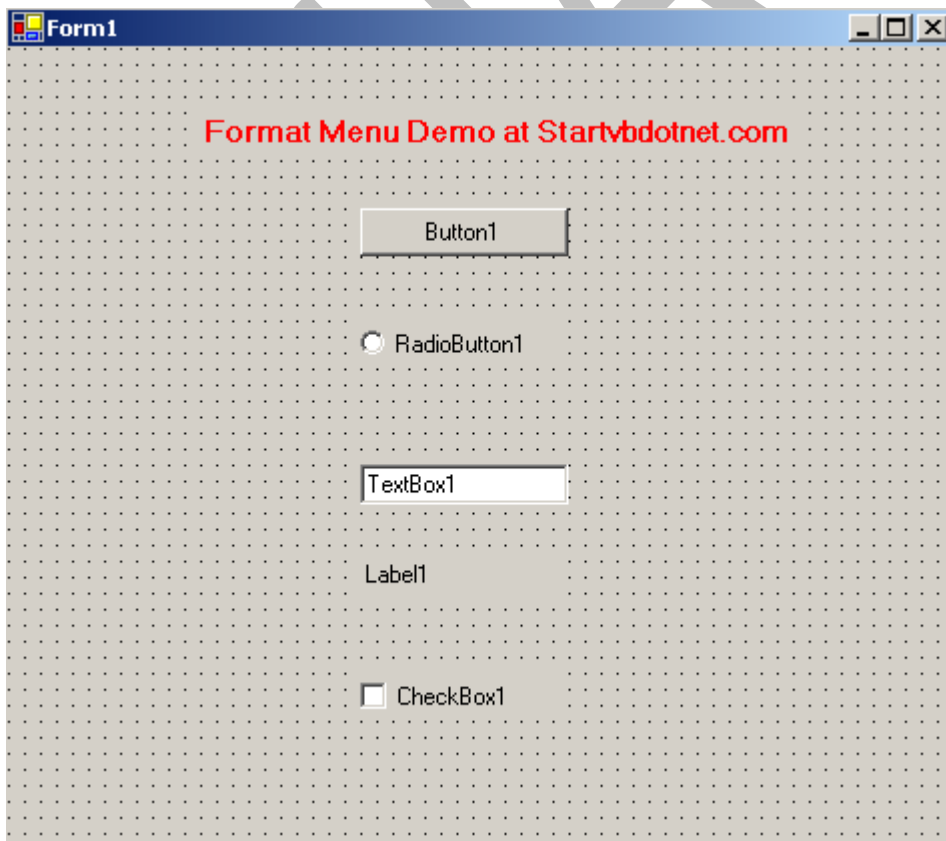 Form1
Format Menu Demo at Startvbdotnet.com
Button1
RadioButton1
TextBox1
Label1
CheckBox1